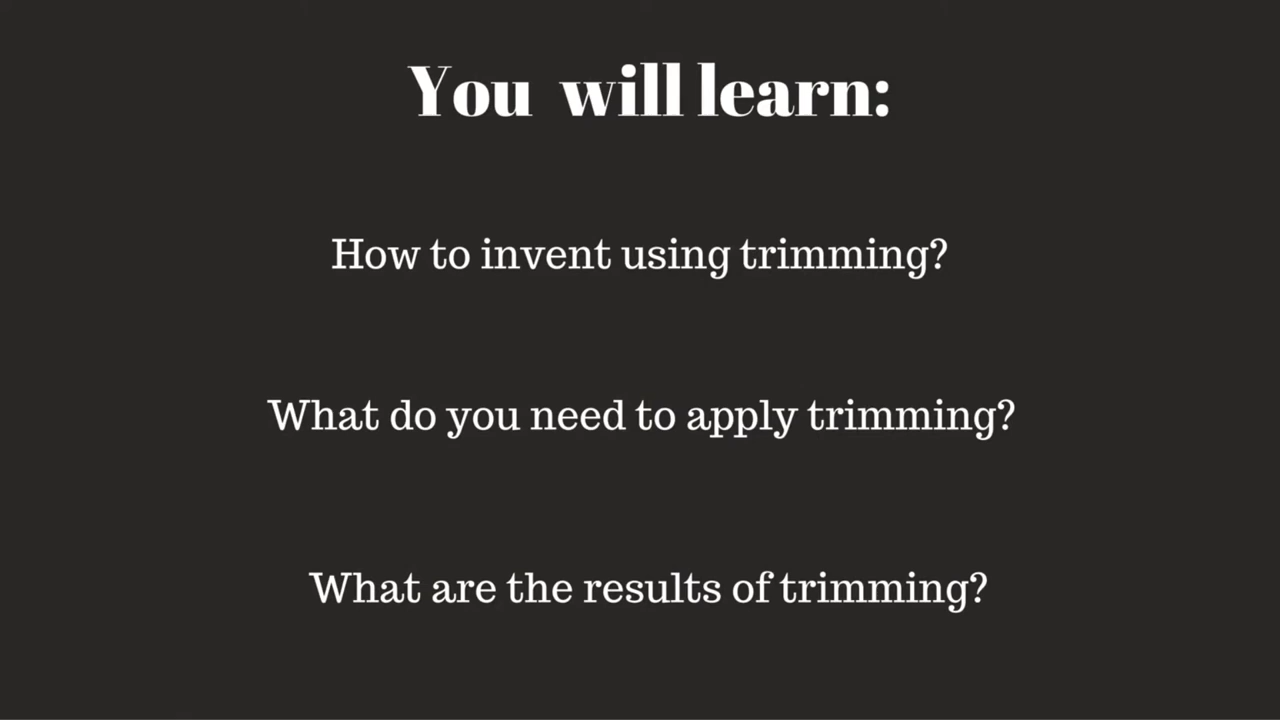 You will learn:
How to invent using trimming?
What do you need to apply trimming?
What are the results of trimming?